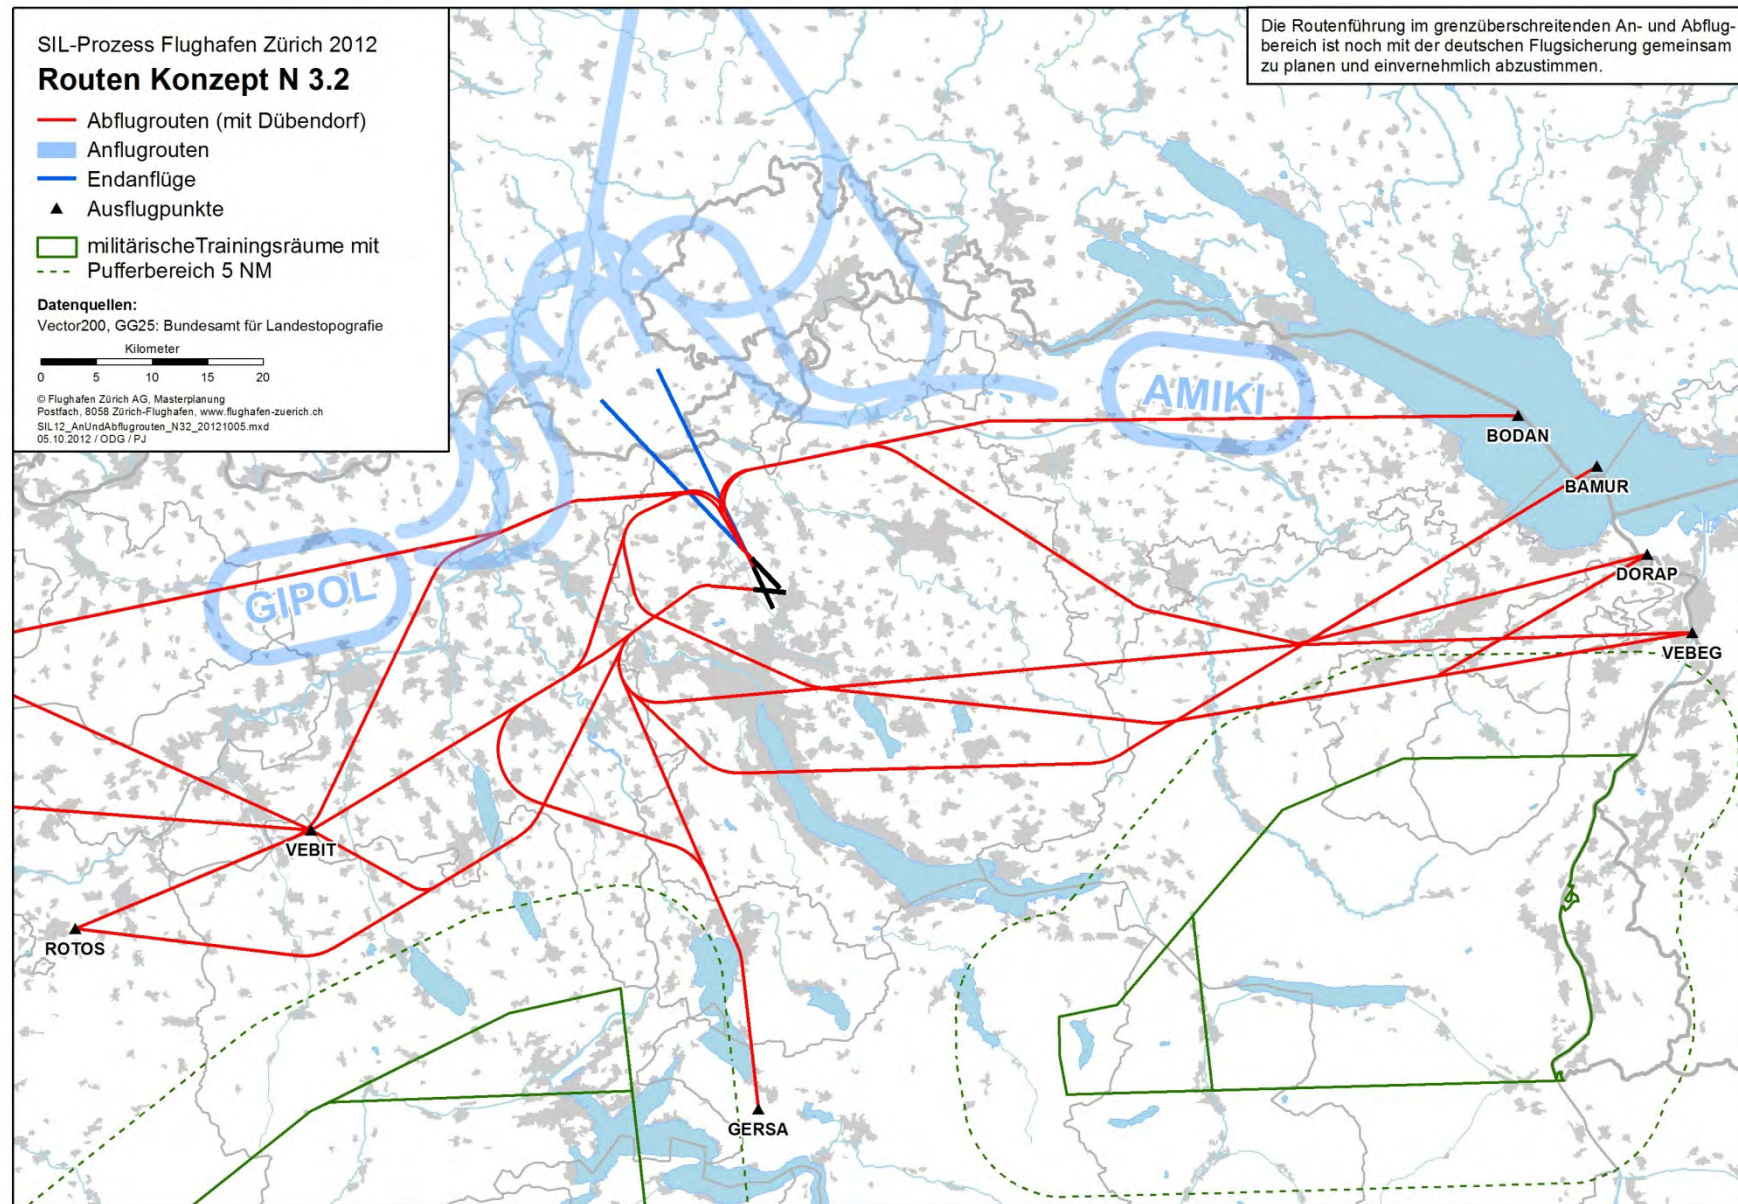 SIL-Prozess Flughafen Zürich 2012
Routen Konzept N 3.2
Abflugrouten (mit Dübendorf)
Anflugrouten
Endanflüge
Ausflugpunkte
militärischeTrainingsräume mit
Pufferbereich 5 NM
Datenquellen:
Vector200, GG25: Bundesamt für Landestopografie
Kilometer
0 5 10 15 20
© Flughafen Zürich AG, Masterplanung
Postfach, 8058 Zürich-Flughafen, www.flughafen-zuerich.ch
SIL12_AnUndAbflugrouten_N32_20121005.mxd
05.10.2012 / ODG / PJ
Die Routenführung im grenzüberschreitenden An- und Abflug-
bereich ist noch mit der deutschen Flugsicherung gemeinsam
zu planen und einvernehmlich abzustimmen.
AMIKI
BODAN
BAMUR
DORAP
GIPOL
VEBEG
VEBIT
ROTOS
GERSA